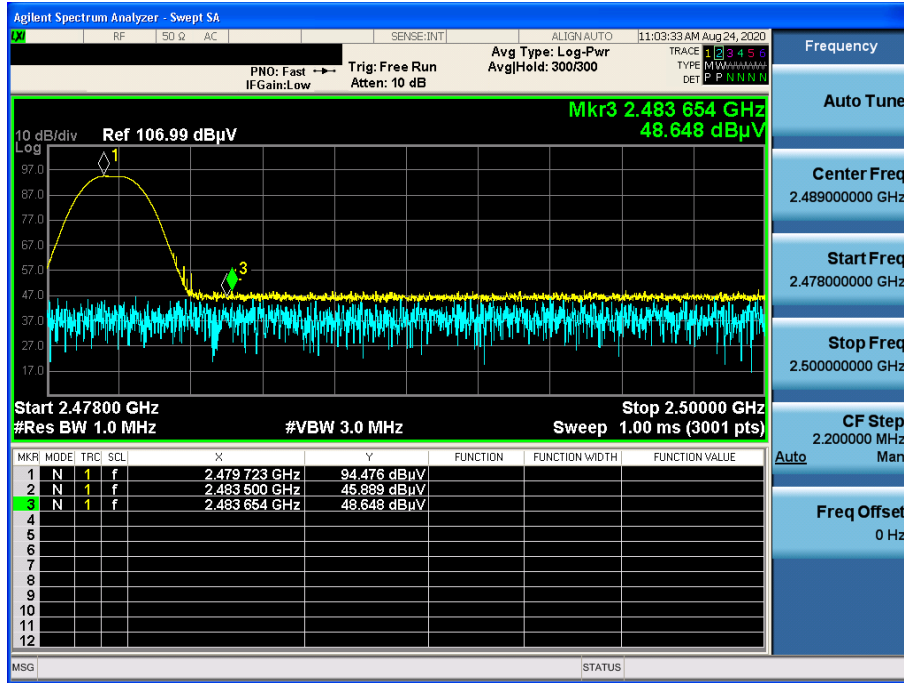 Agilent Spectrum Analyzer - Swept SA
LXI RF 50 Ω AC SENSE:INT ALIGN AUTO 11:03:33 AM Aug 24, 2020
PNO: Fast Trig: Free Run Avg Type: Log-Pwr TRACE 1 2 3 4 5 6
IFGain:Low Atten: 10 dB Avg|Hold: 300/300 TYPE M W W W W W
DET P P N N N N
Mkr3 2.483 654 GHz
48.648 dBµV
10 dB/div Ref 106.99 dBµV
Log
97.0
87.0
77.0
67.0
57.0
47.0
37.0
27.0
17.0
1
3
Start 2.47800 GHz Stop 2.50000 GHz
#Res BW 1.0 MHz #VBW 3.0 MHz Sweep 1.00 ms (3001 pts)
MKR MODE TRC SCL X Y FUNCTION FUNCTION WIDTH FUNCTION VALUE
1 N 1 f 2.479 723 GHz 94.476 dBµV
2 N 1 f 2.483 500 GHz 45.889 dBµV
3 N 1 f 2.483 654 GHz 48.648 dBµV
4
5
6
7
8
9
10
11
12
MSG STATUS
Frequency
Auto Tune
Center Freq
2.489000000 GHz
Start Freq
2.478000000 GHz
Stop Freq
2.500000000 GHz
CF Step
2.200000 MHz
Auto Man
Freq Offset
0 Hz